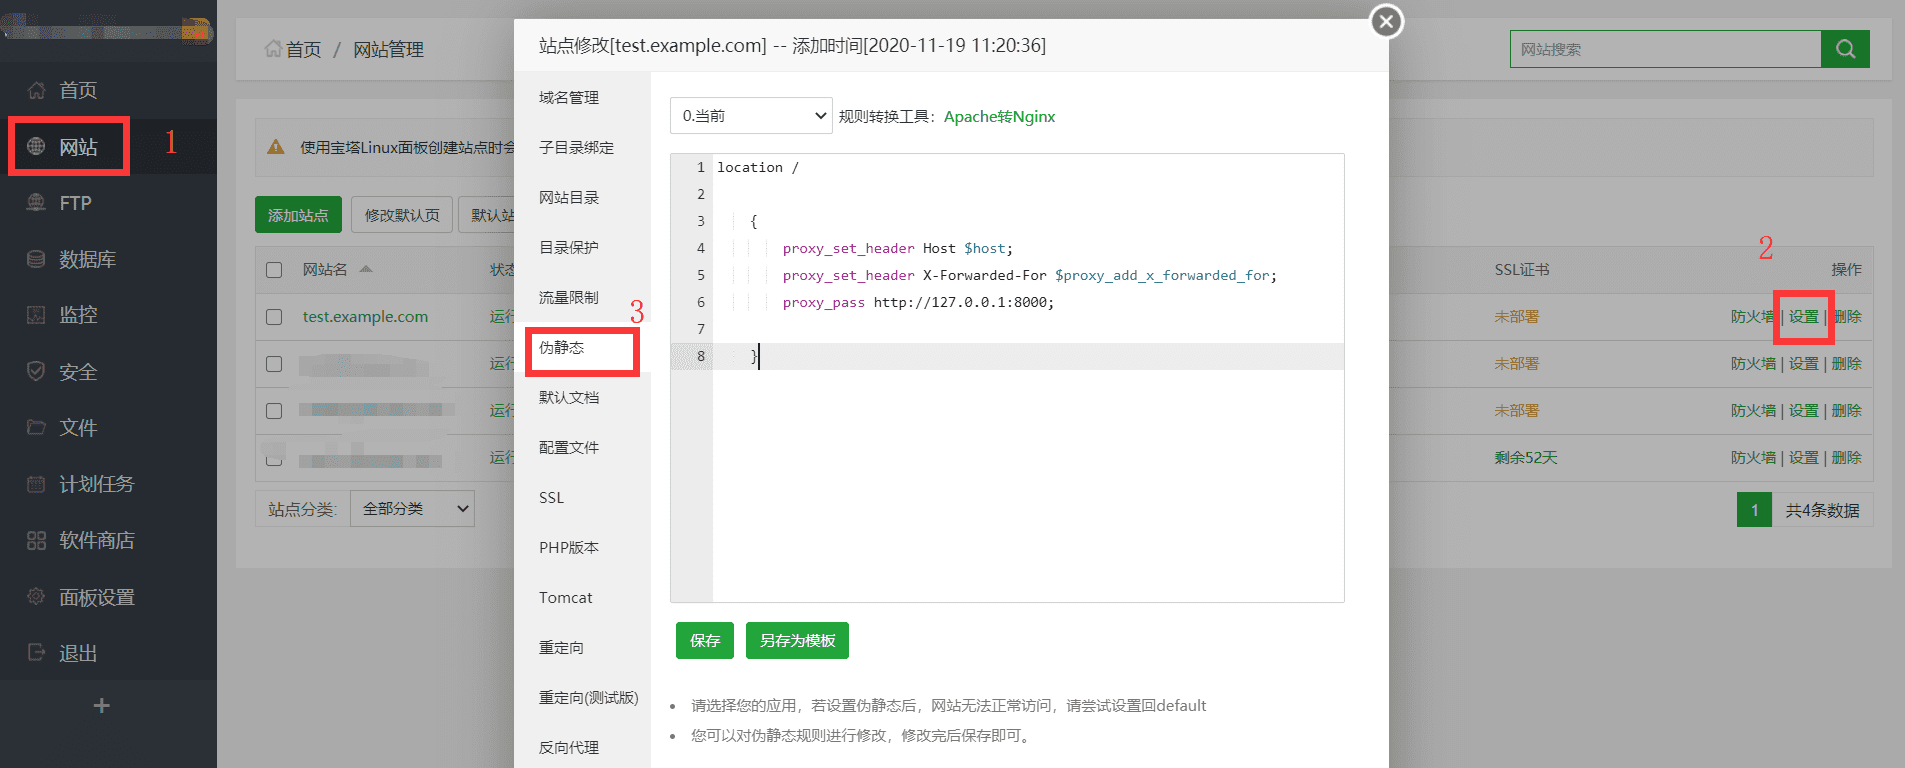 首页
网站
1
FTP
数据库
监控
安全
文件
计划任务
软件商店
面板设置
退出
+
首页 / 网站管理
网站搜索
使用宝塔Linux面板创建站点时会
添加站点
修改默认页
默认站
网站名
状态
test.example.com
运行
运行
运行
运行
站点分类:
全部分类
站点修改[test.example.com] -- 添加时间[2020-11-19 11:20:36]
域名管理
子目录绑定
网站目录
目录保护
流量限制
3
伪静态
默认文档
配置文件
SSL
PHP版本
Tomcat
重定向
重定向(测试版)
反向代理
0.当前
规则转换工具：Apache转Nginx
1 location /
2
3 {
4 proxy_set_header Host $host;
5 proxy_set_header X-Forwarded-For $proxy_add_x_forwarded_for;
6 proxy_pass http://127.0.0.1:8000;
7
8 }
保存
另存为模板
请选择您的应用，若设置伪静态后，网站无法正常访问，请尝试设置回default
您可以对伪静态规则进行修改，修改完后保存即可。
2
SSL证书
操作
未部署
防火墙 | 设置 | 删除
未部署
防火墙 | 设置 | 删除
未部署
防火墙 | 设置 | 删除
剩余52天
防火墙 | 设置 | 删除
1
共4条数据